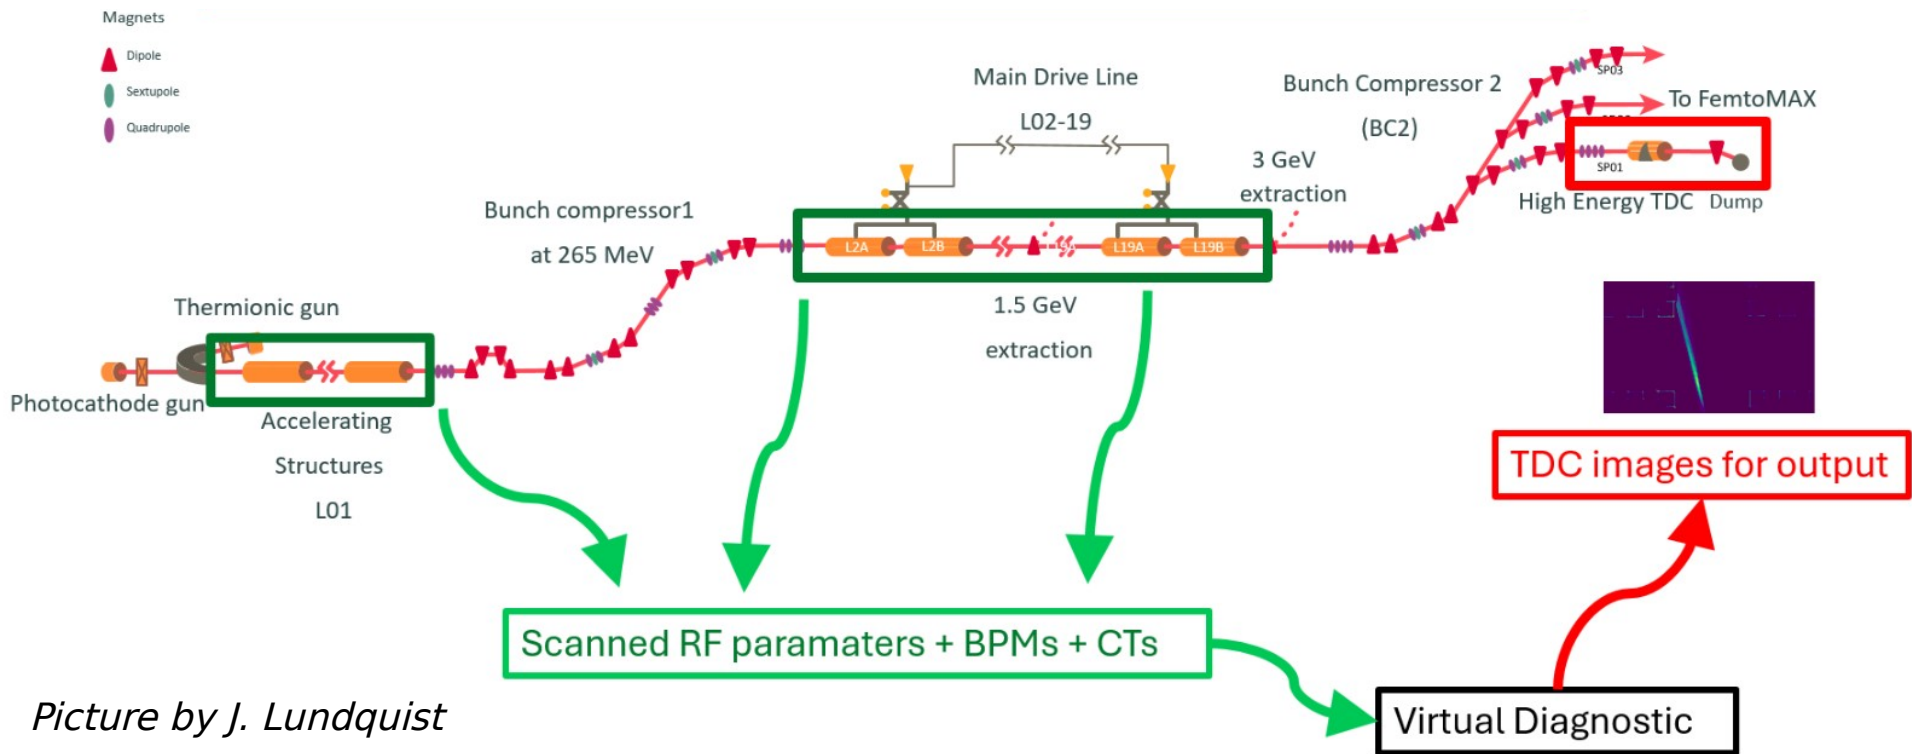 Magnets
Dipole
Sextupole
Quadrupole
Main Drive Line
L02-19
Bunch Compressor 2
(BC2)
SP03
To FemtoMAX
3 GeV
extraction
SP01
High Energy TDC
Dump
Bunch compressor1
at 265 MeV
L2A
L2B
L19A
L19B
1.5 GeV
extraction
Thermionic gun
Photocathode gun
Accelerating
Structures
L01
TDC images for output
Scanned RF paramaters + BPMs + CTs
Virtual Diagnostic
Picture by J. Lundquist